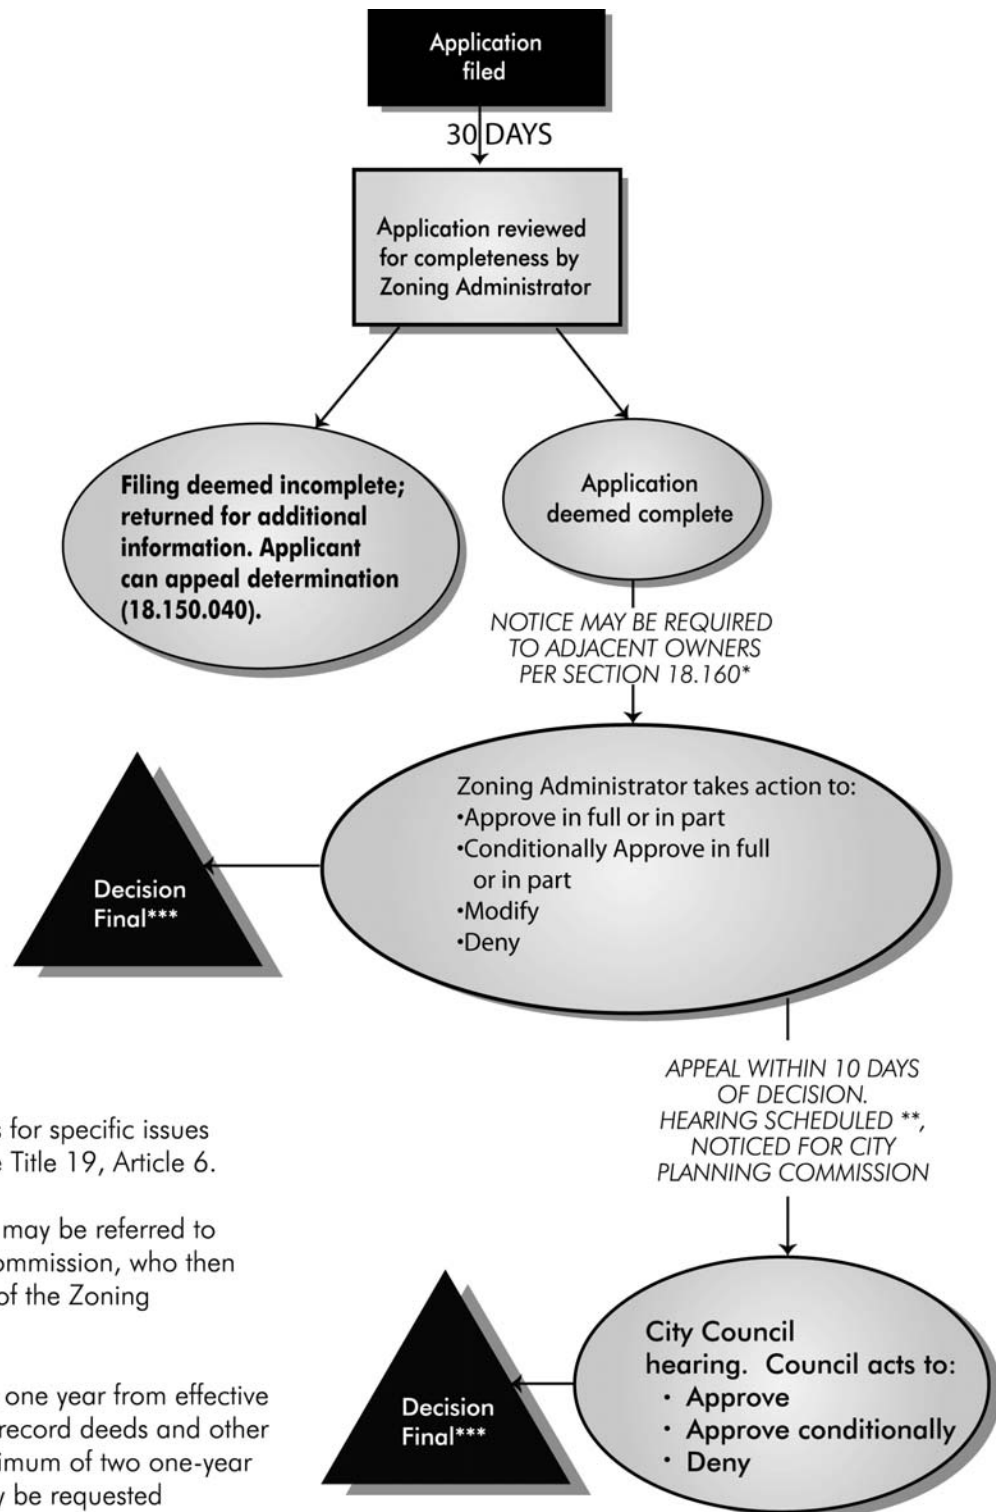 Application
filed
30 DAYS
Application reviewed
for completeness by
Zoning Administrator
Filing deemed incomplete;
returned for additional
information. Applicant
can appeal determination
(18.150.040).
Application
deemed complete
NOTICE MAY BE REQUIRED
TO ADJACENT OWNERS
PER SECTION 18.160*
Zoning Administrator takes action to:
•Approve in full or in part
•Conditionally Approve in full
or in part
•Modify
•Deny
Decision
Final***
APPEAL WITHIN 10 DAYS
OF DECISION.
HEARING SCHEDULED **,
NOTICED FOR CITY
PLANNING COMMISSION
for specific issues
Title 19, Article 6.
may be referred to
who then
of the Zoning
one year from effective
record deeds and other
of two one-year
be requested
City Council
hearing. Council acts to:
• Approve
• Approve conditionally
• Deny
Decision
Final***